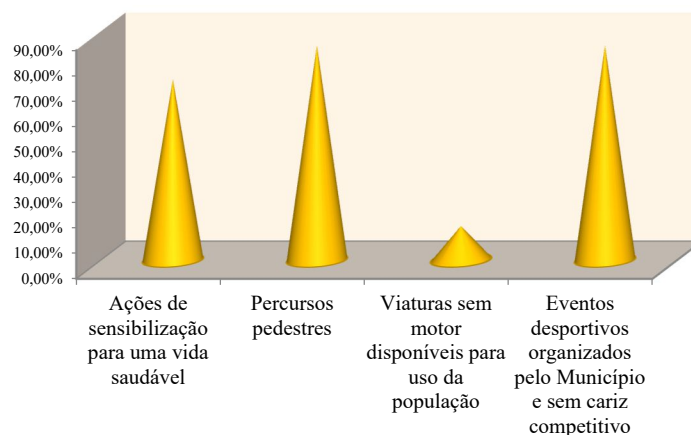 90,00%
80,00%
70,00%
60,00%
50,00%
40,00%
30,00%
20,00%
10,00%
0,00%
Ações de
sensibilização
para uma vida
saudável
Percursos
pedestres
Viaturas sem
motor
disponíveis para
uso da
população
Eventos
desportivos
organizados
pelo Município
e sem cariz
competitivo